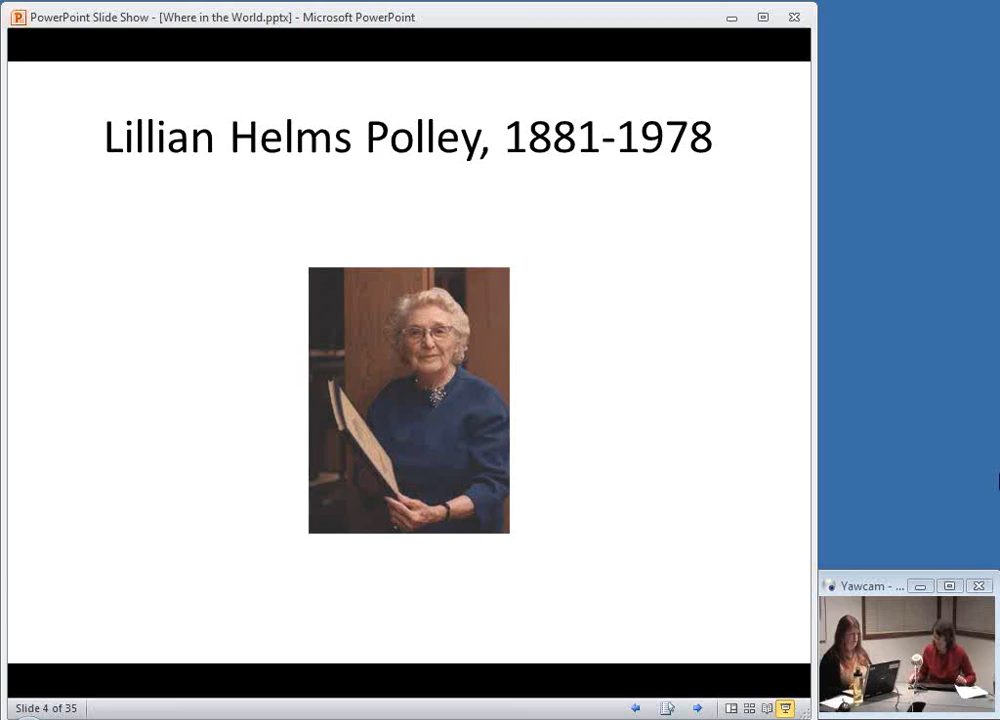 PowerPoint Slide Show - [Where in the World.pptx] - Microsoft PowerPoint
Lillian Helms Polley, 1881-1978
Yawcam - ...
Slide 4 of 35